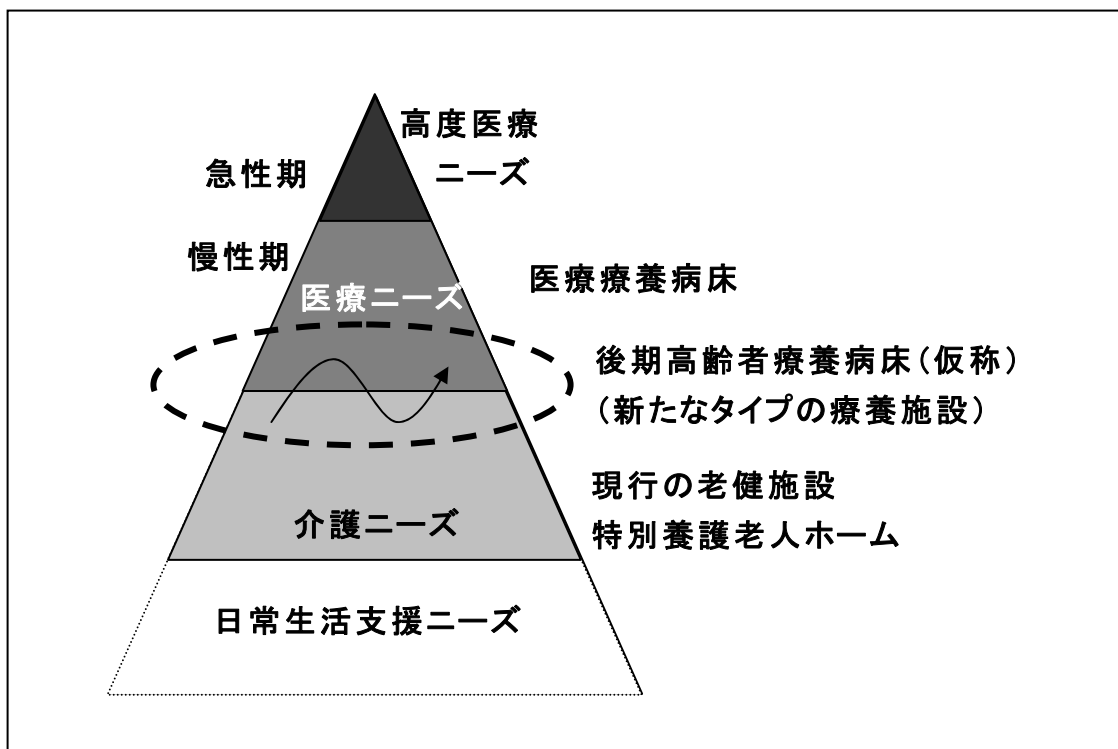 高度医療
ニーズ
急性期
慢性期
医療ニーズ
医療療養病床
後期高齢者療養病床(仮称)
(新たなタイプの療養施設)
現行の老健施設
特別養護老人ホーム
介護ニーズ
日常生活支援ニーズ